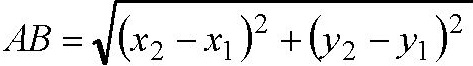 AB = √((x₂ − x₁)² + (y₂ − y₁)²)